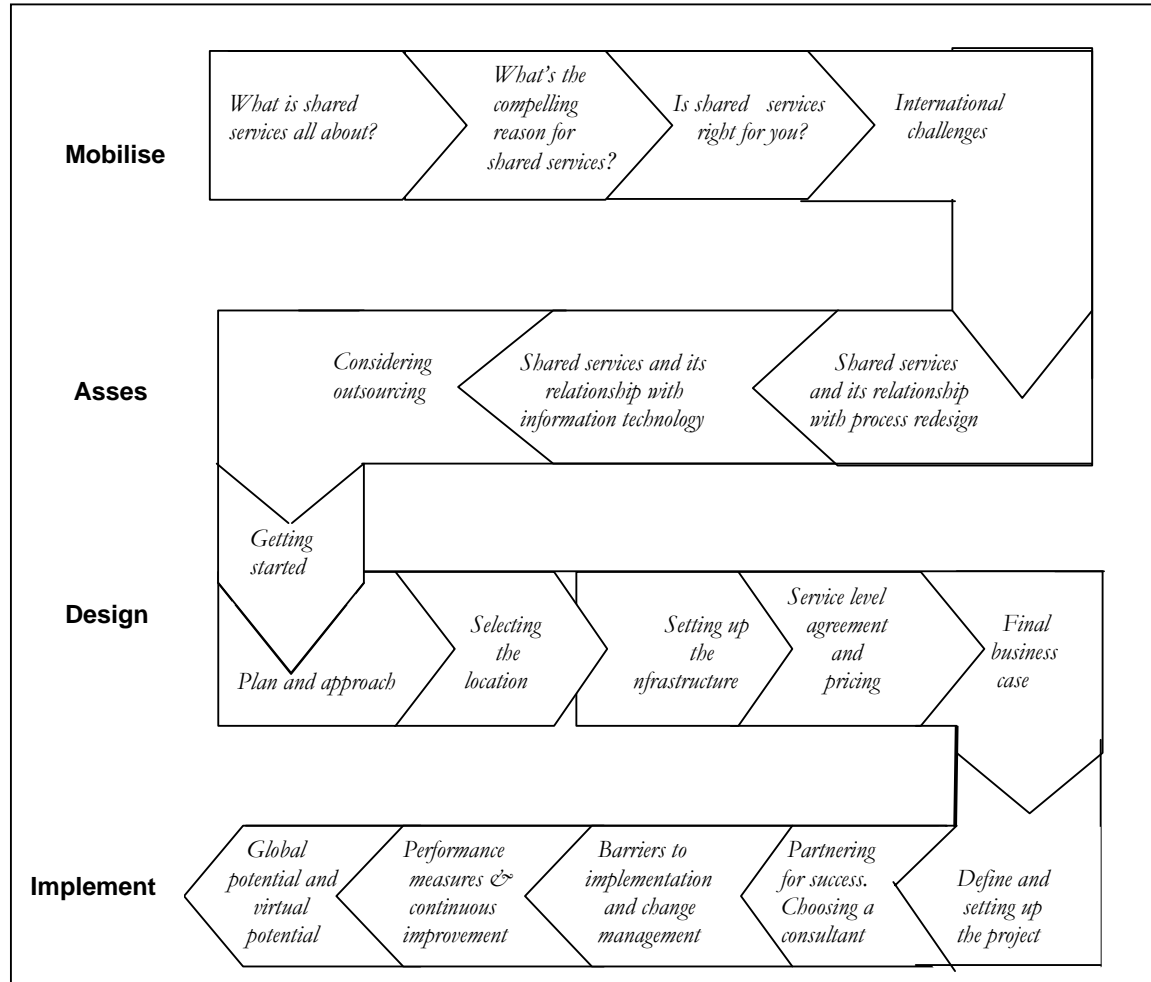 Mobilise
What is shared
services all about?
What's the
compelling
reason for
shared services?
Is shared services
right for you?
International
challenges
Asses
Shared services
and its relationship
with process redesign
Shared services and its
relationship with
information technology
Considering
outsourcing
Getting
started
Design
Plan and approach
Selecting
the
location
Setting up
the
nfrastructure
Service level
agreement
and
pricing
Final
business
case
Implement
Define and
setting up
the project
Partnering
for success.
Choosing a
consultant
Barriers to
implementation
and change
management
Performance
measures &
continuous
improvement
Global
potential and
virtual
potential